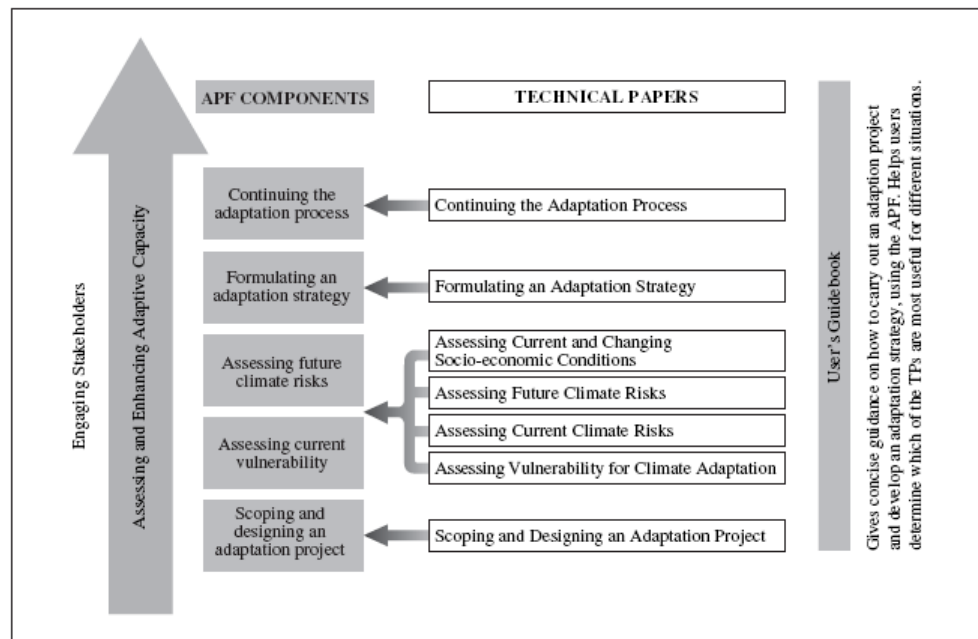 Engaging Stakeholders
Assessing and Enhancing Adaptive Capacity
APF COMPONENTS
TECHNICAL PAPERS
Continuing the
adaptation process
Continuing the Adaptation Process
Formulating an
adaptation strategy
Formulating an Adaptation Strategy
Assessing future
climate risks
Assessing current
vulnerability
Assessing Current and Changing
Socio-economic Conditions
Assessing Future Climate Risks
Assessing Current Climate Risks
Assessing Vulnerability for Climate Adaptation
Scoping and
designing an
adaptation project
Scoping and Designing an Adaptation Project
User's Guidebook
Gives concise guidance on how to carry out an adaption project
and develop an adaptation strategy, using the APF. Helps users
determine which of the TPs are most useful for different situations.